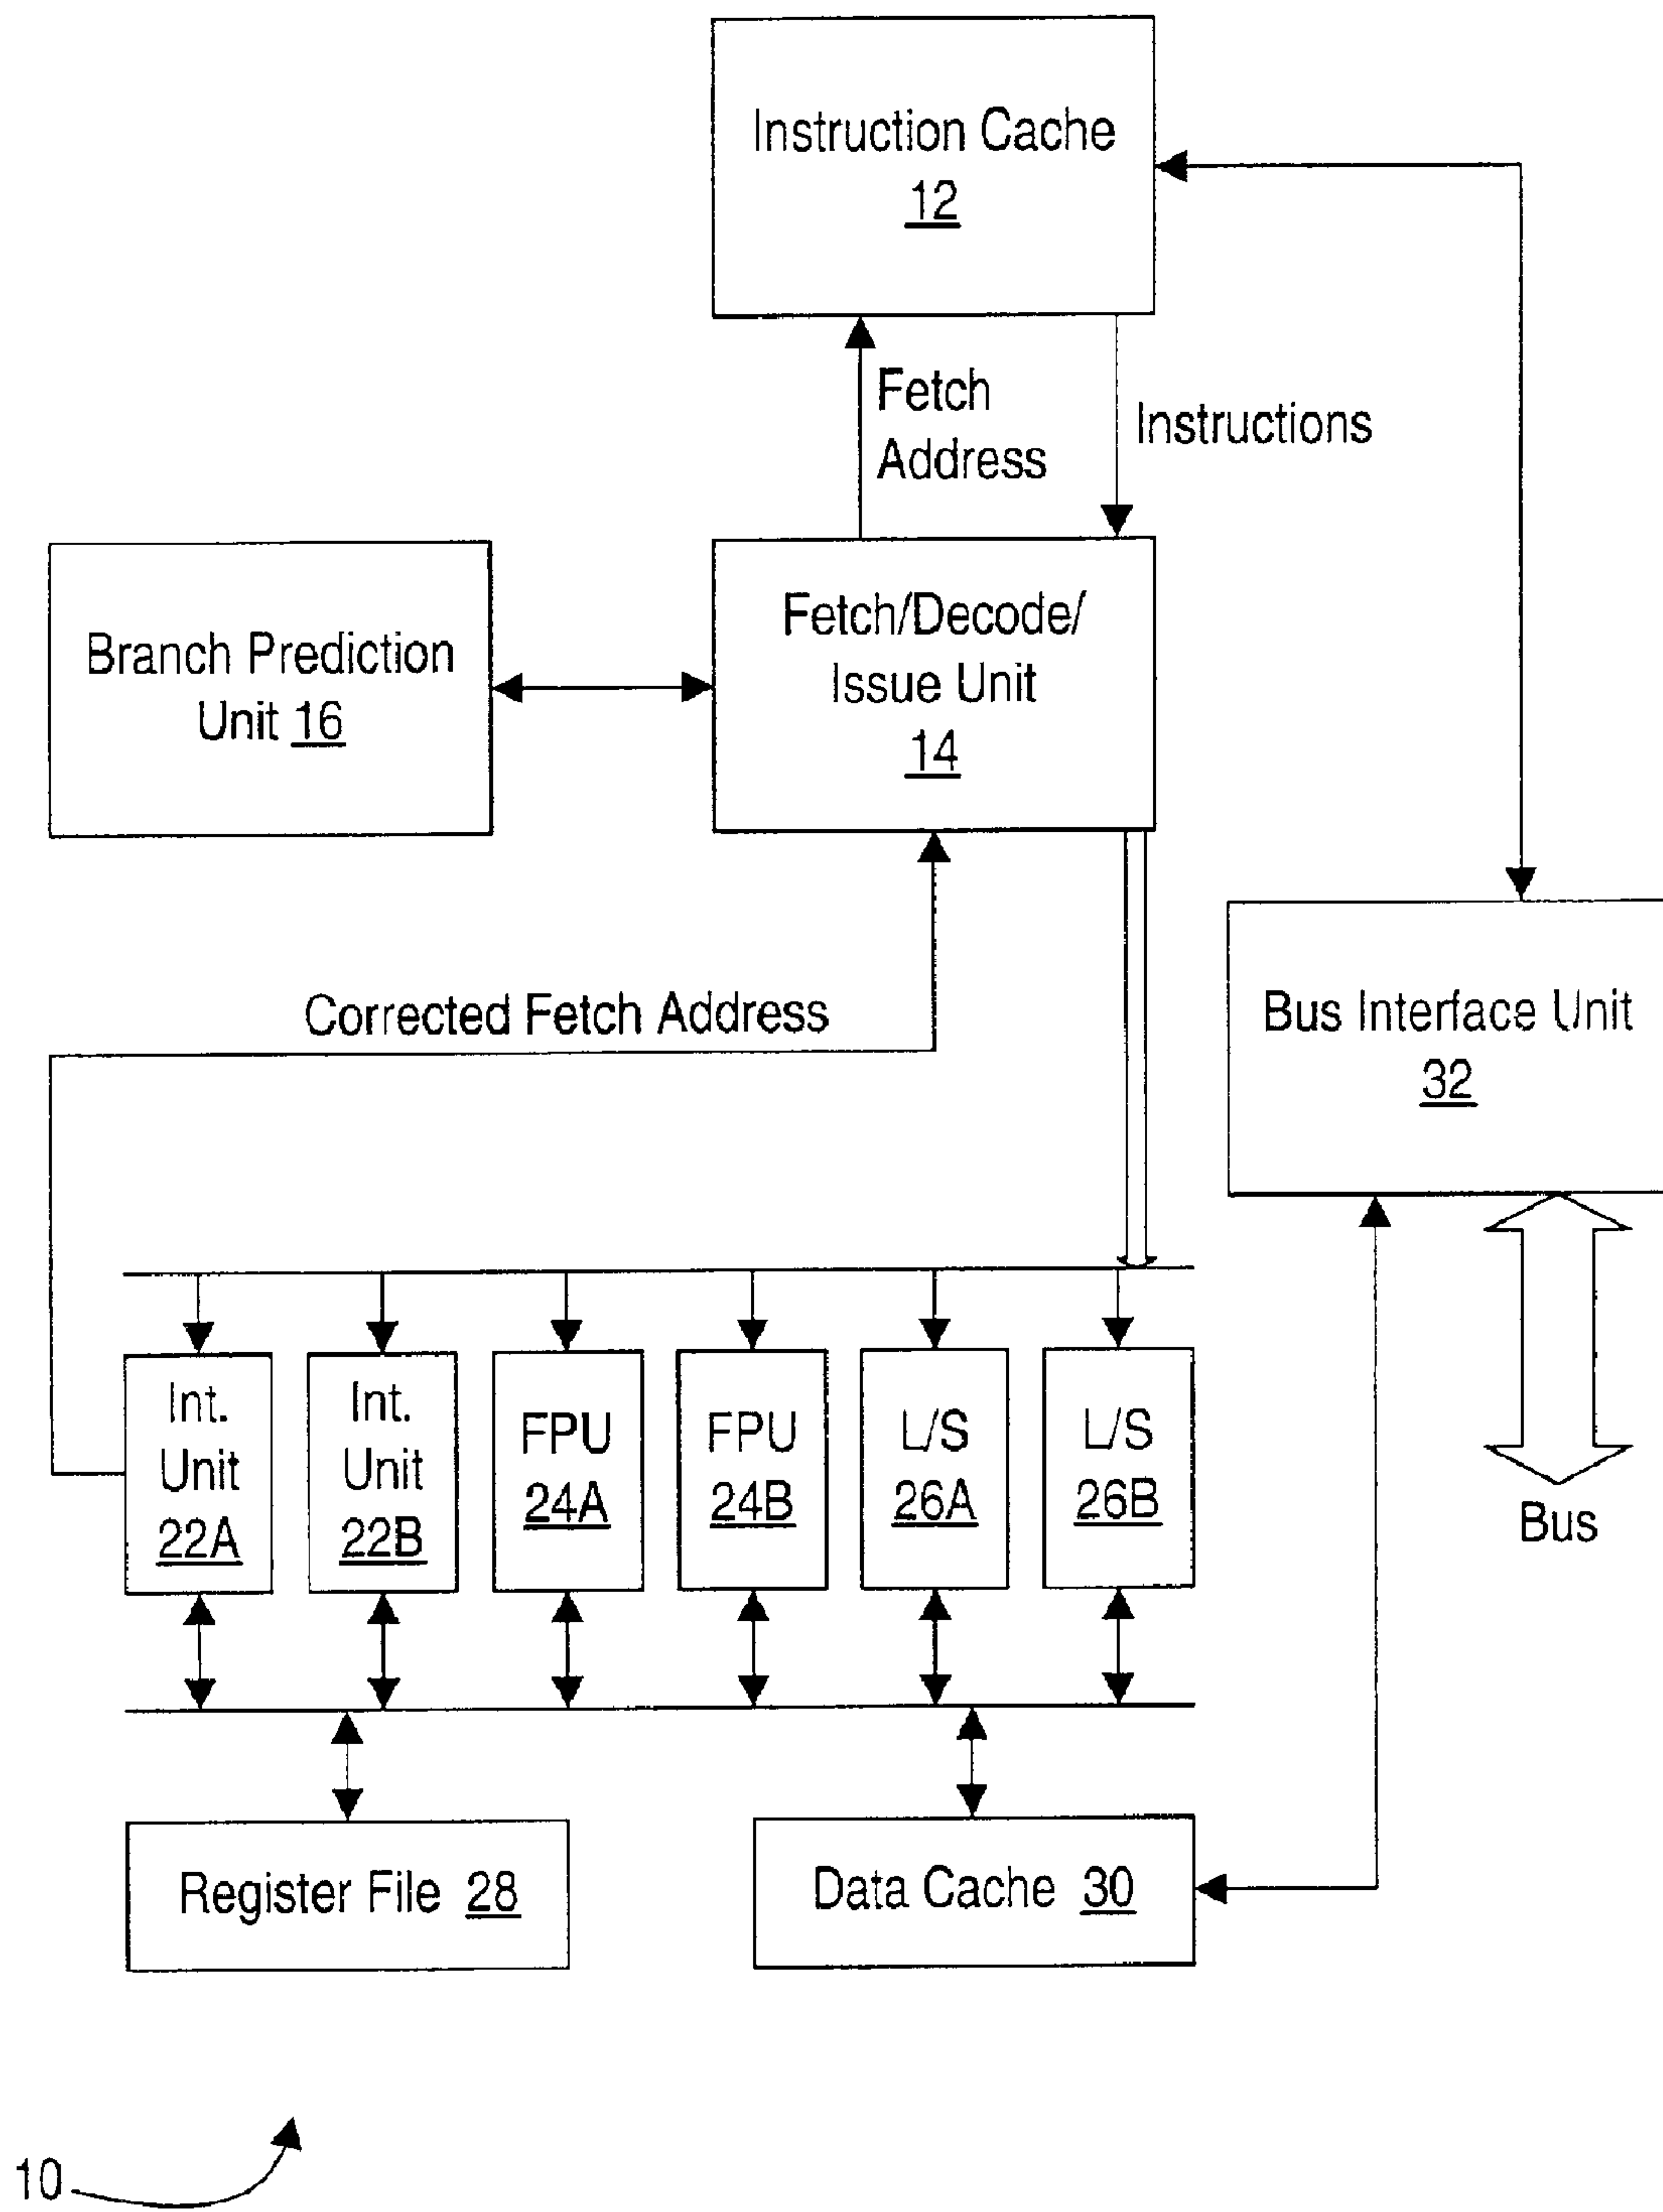 Instruction Cache
12
Fetch
Address
Instructions
Branch Prediction
Unit 16
Fetch/Decode/
Issue Unit
14
Corrected Fetch Address
Bus Interface Unit
32
Int.
Unit
22A
Int.
Unit
22B
FPU
24A
FPU
24B
L/S
26A
L/S
26B
Bus
Register File 28
Data Cache 30
10